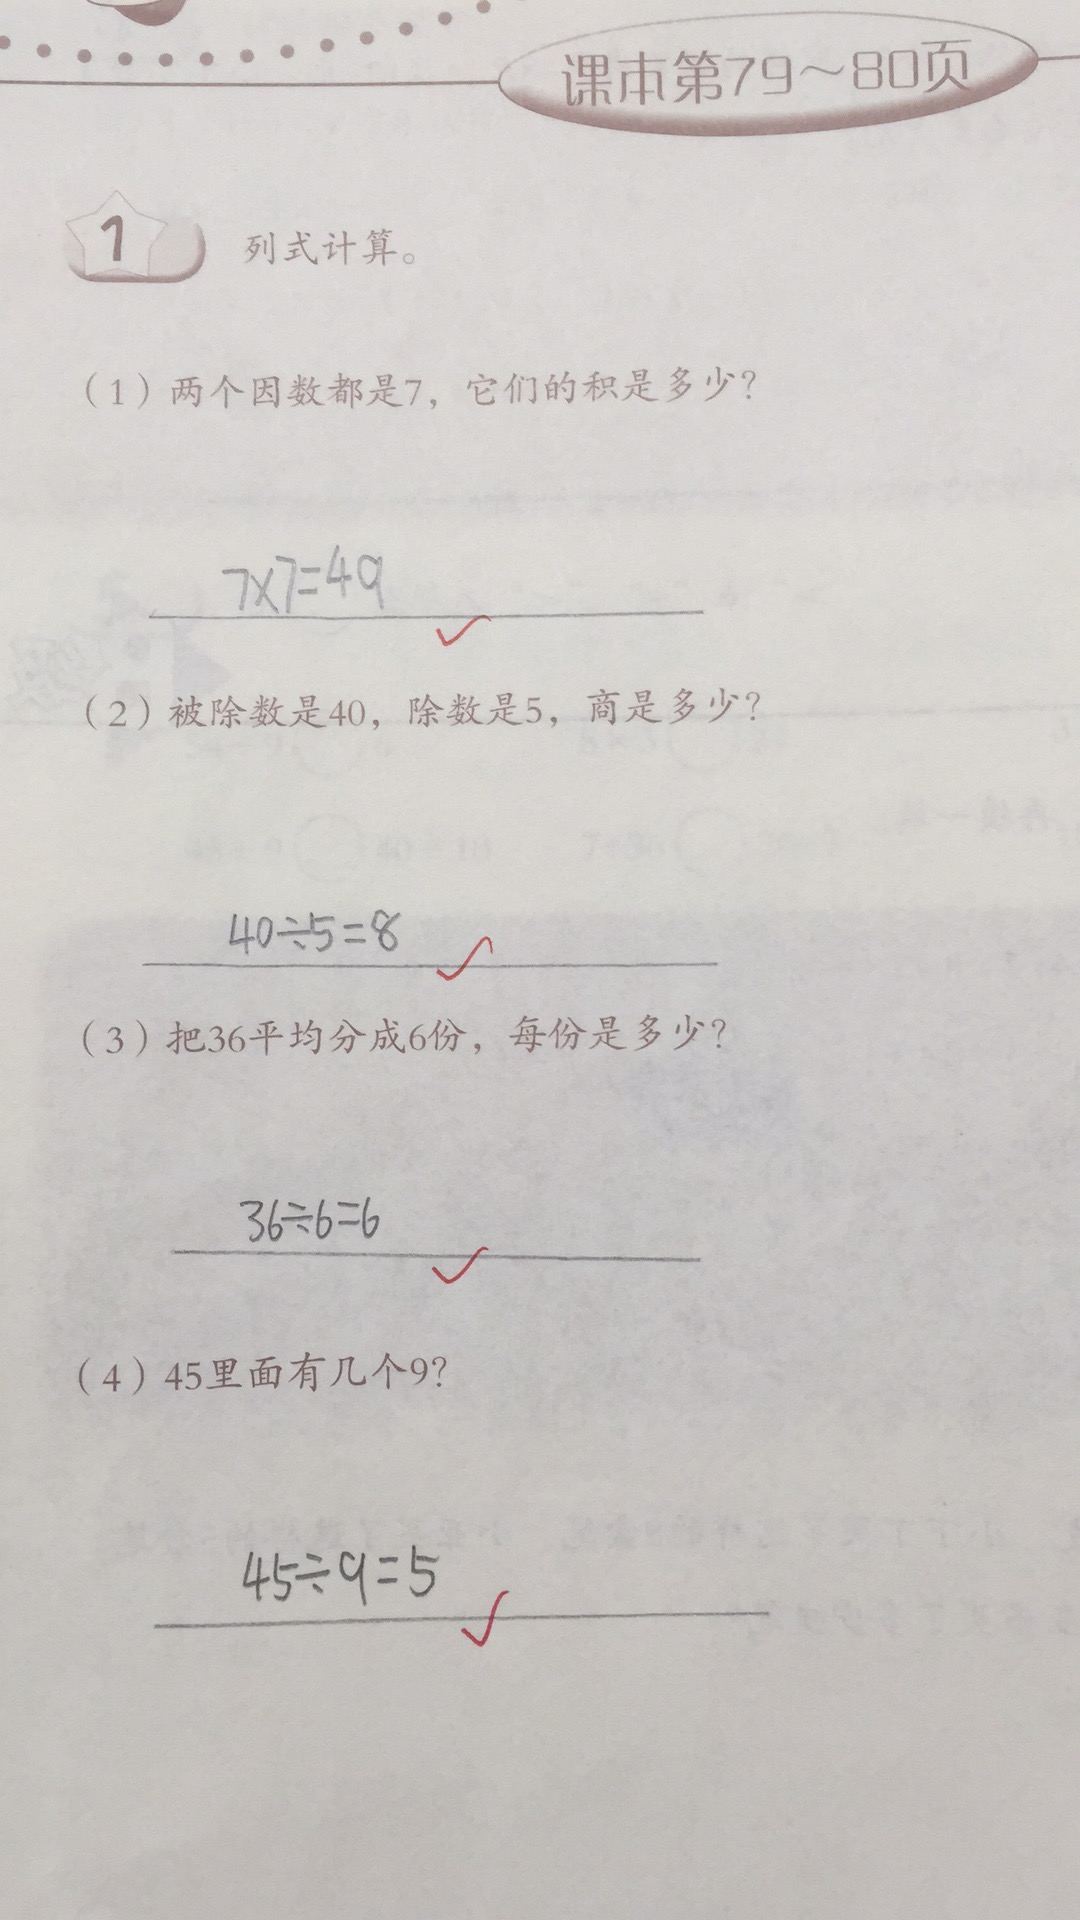 课本第79～80页
1 列式计算。
（1）两个因数都是7，它们的积是多少？
7×7=49
（2）被除数是40，除数是5，商是多少？
40÷5=8
（3）把36平均分成6份，每份是多少？
36÷6=6
（4）45里面有几个9？
45÷9=5